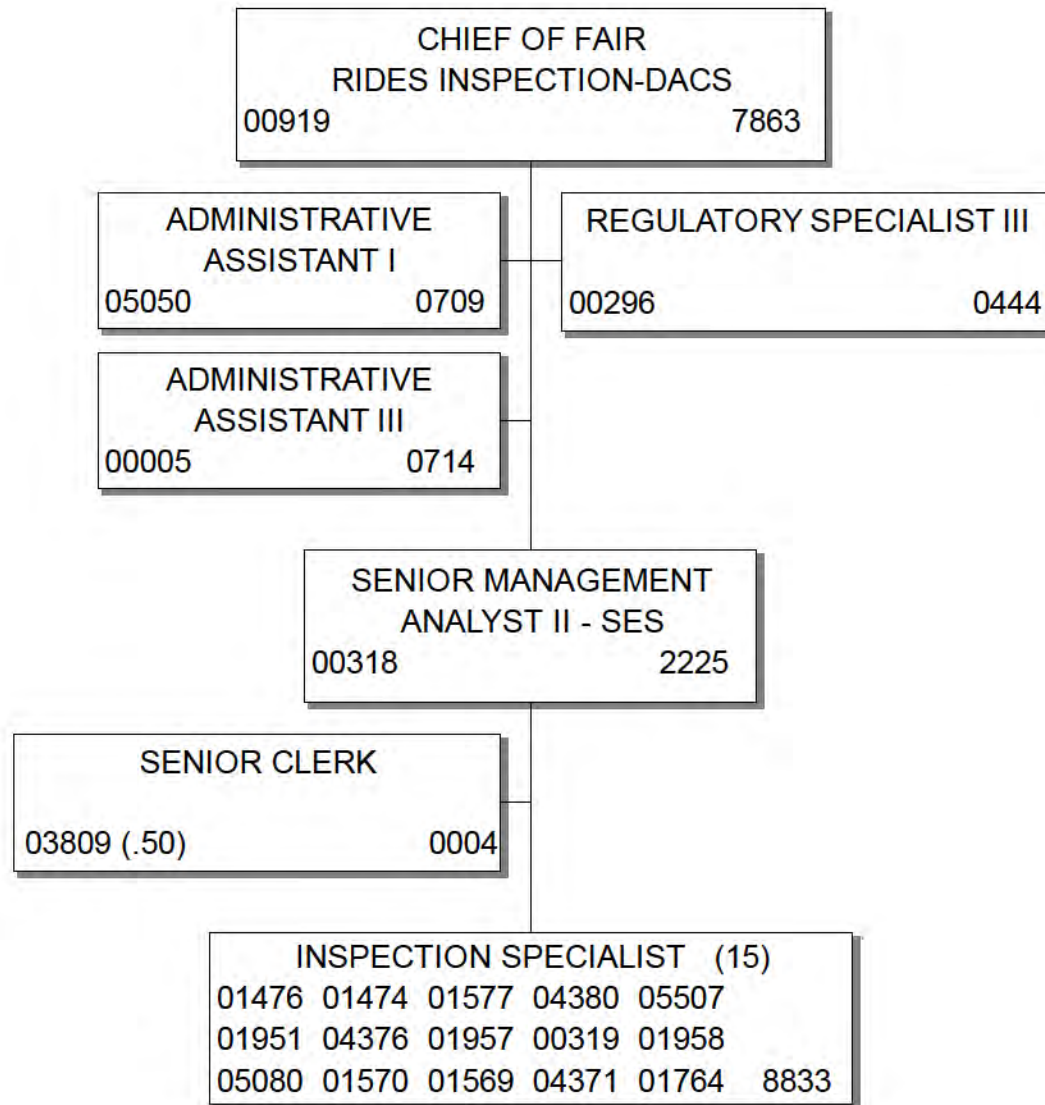 CHIEF OF FAIR
RIDES INSPECTION-DACS
00919 7863
ADMINISTRATIVE
ASSISTANT I
05050 0709
REGULATORY SPECIALIST III
00296 0444
ADMINISTRATIVE
ASSISTANT III
00005 0714
SENIOR MANAGEMENT
ANALYST II - SES
00318 2225
SENIOR CLERK
03809 (.50) 0004
INSPECTION SPECIALIST (15)
01476 01474 01577 04380 05507
01951 04376 01957 00319 01958
05080 01570 01569 04371 01764 8833